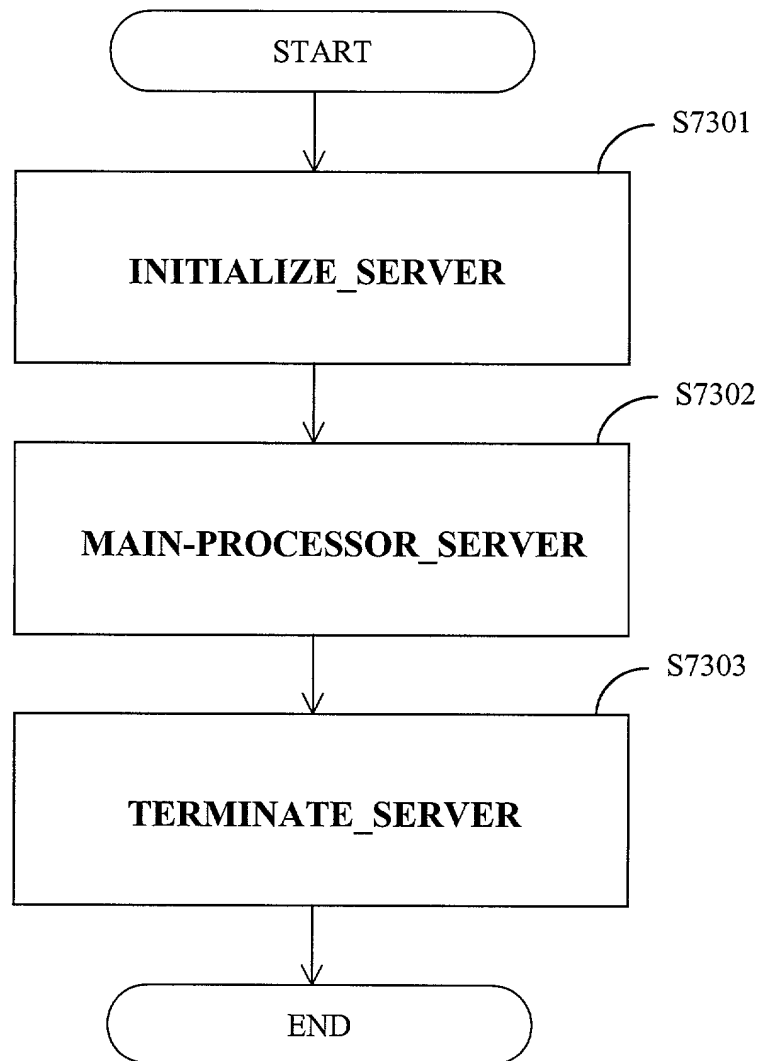 START
S7301
INITIALIZE_SERVER
S7302
MAIN-PROCESSOR_SERVER
S7303
TERMINATE_SERVER
END